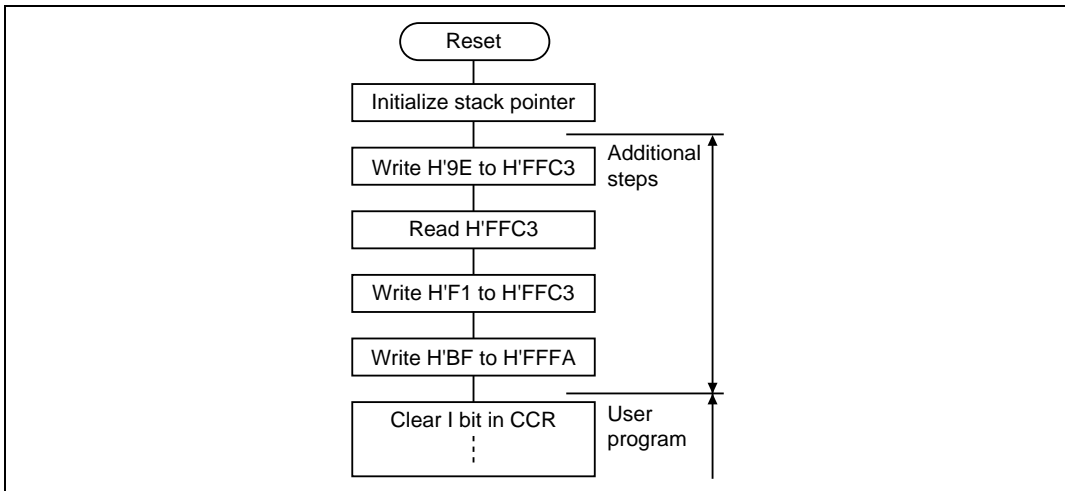 Reset
Initialize stack pointer
Write H'9E to H'FFC3
Additional
steps
Read H'FFC3
Write H'F1 to H'FFC3
Write H'BF to H'FFFA
Clear I bit in CCR
User
program